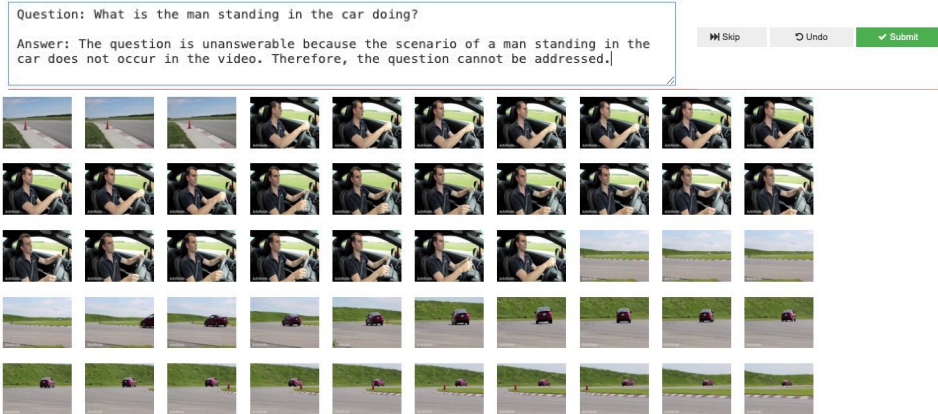 Question: What is the man standing in the car doing?
Answer: The question is unanswerable because the scenario of a man standing in the
car does not occur in the video. Therefore, the question cannot be addressed.
Skip
Undo
Submit